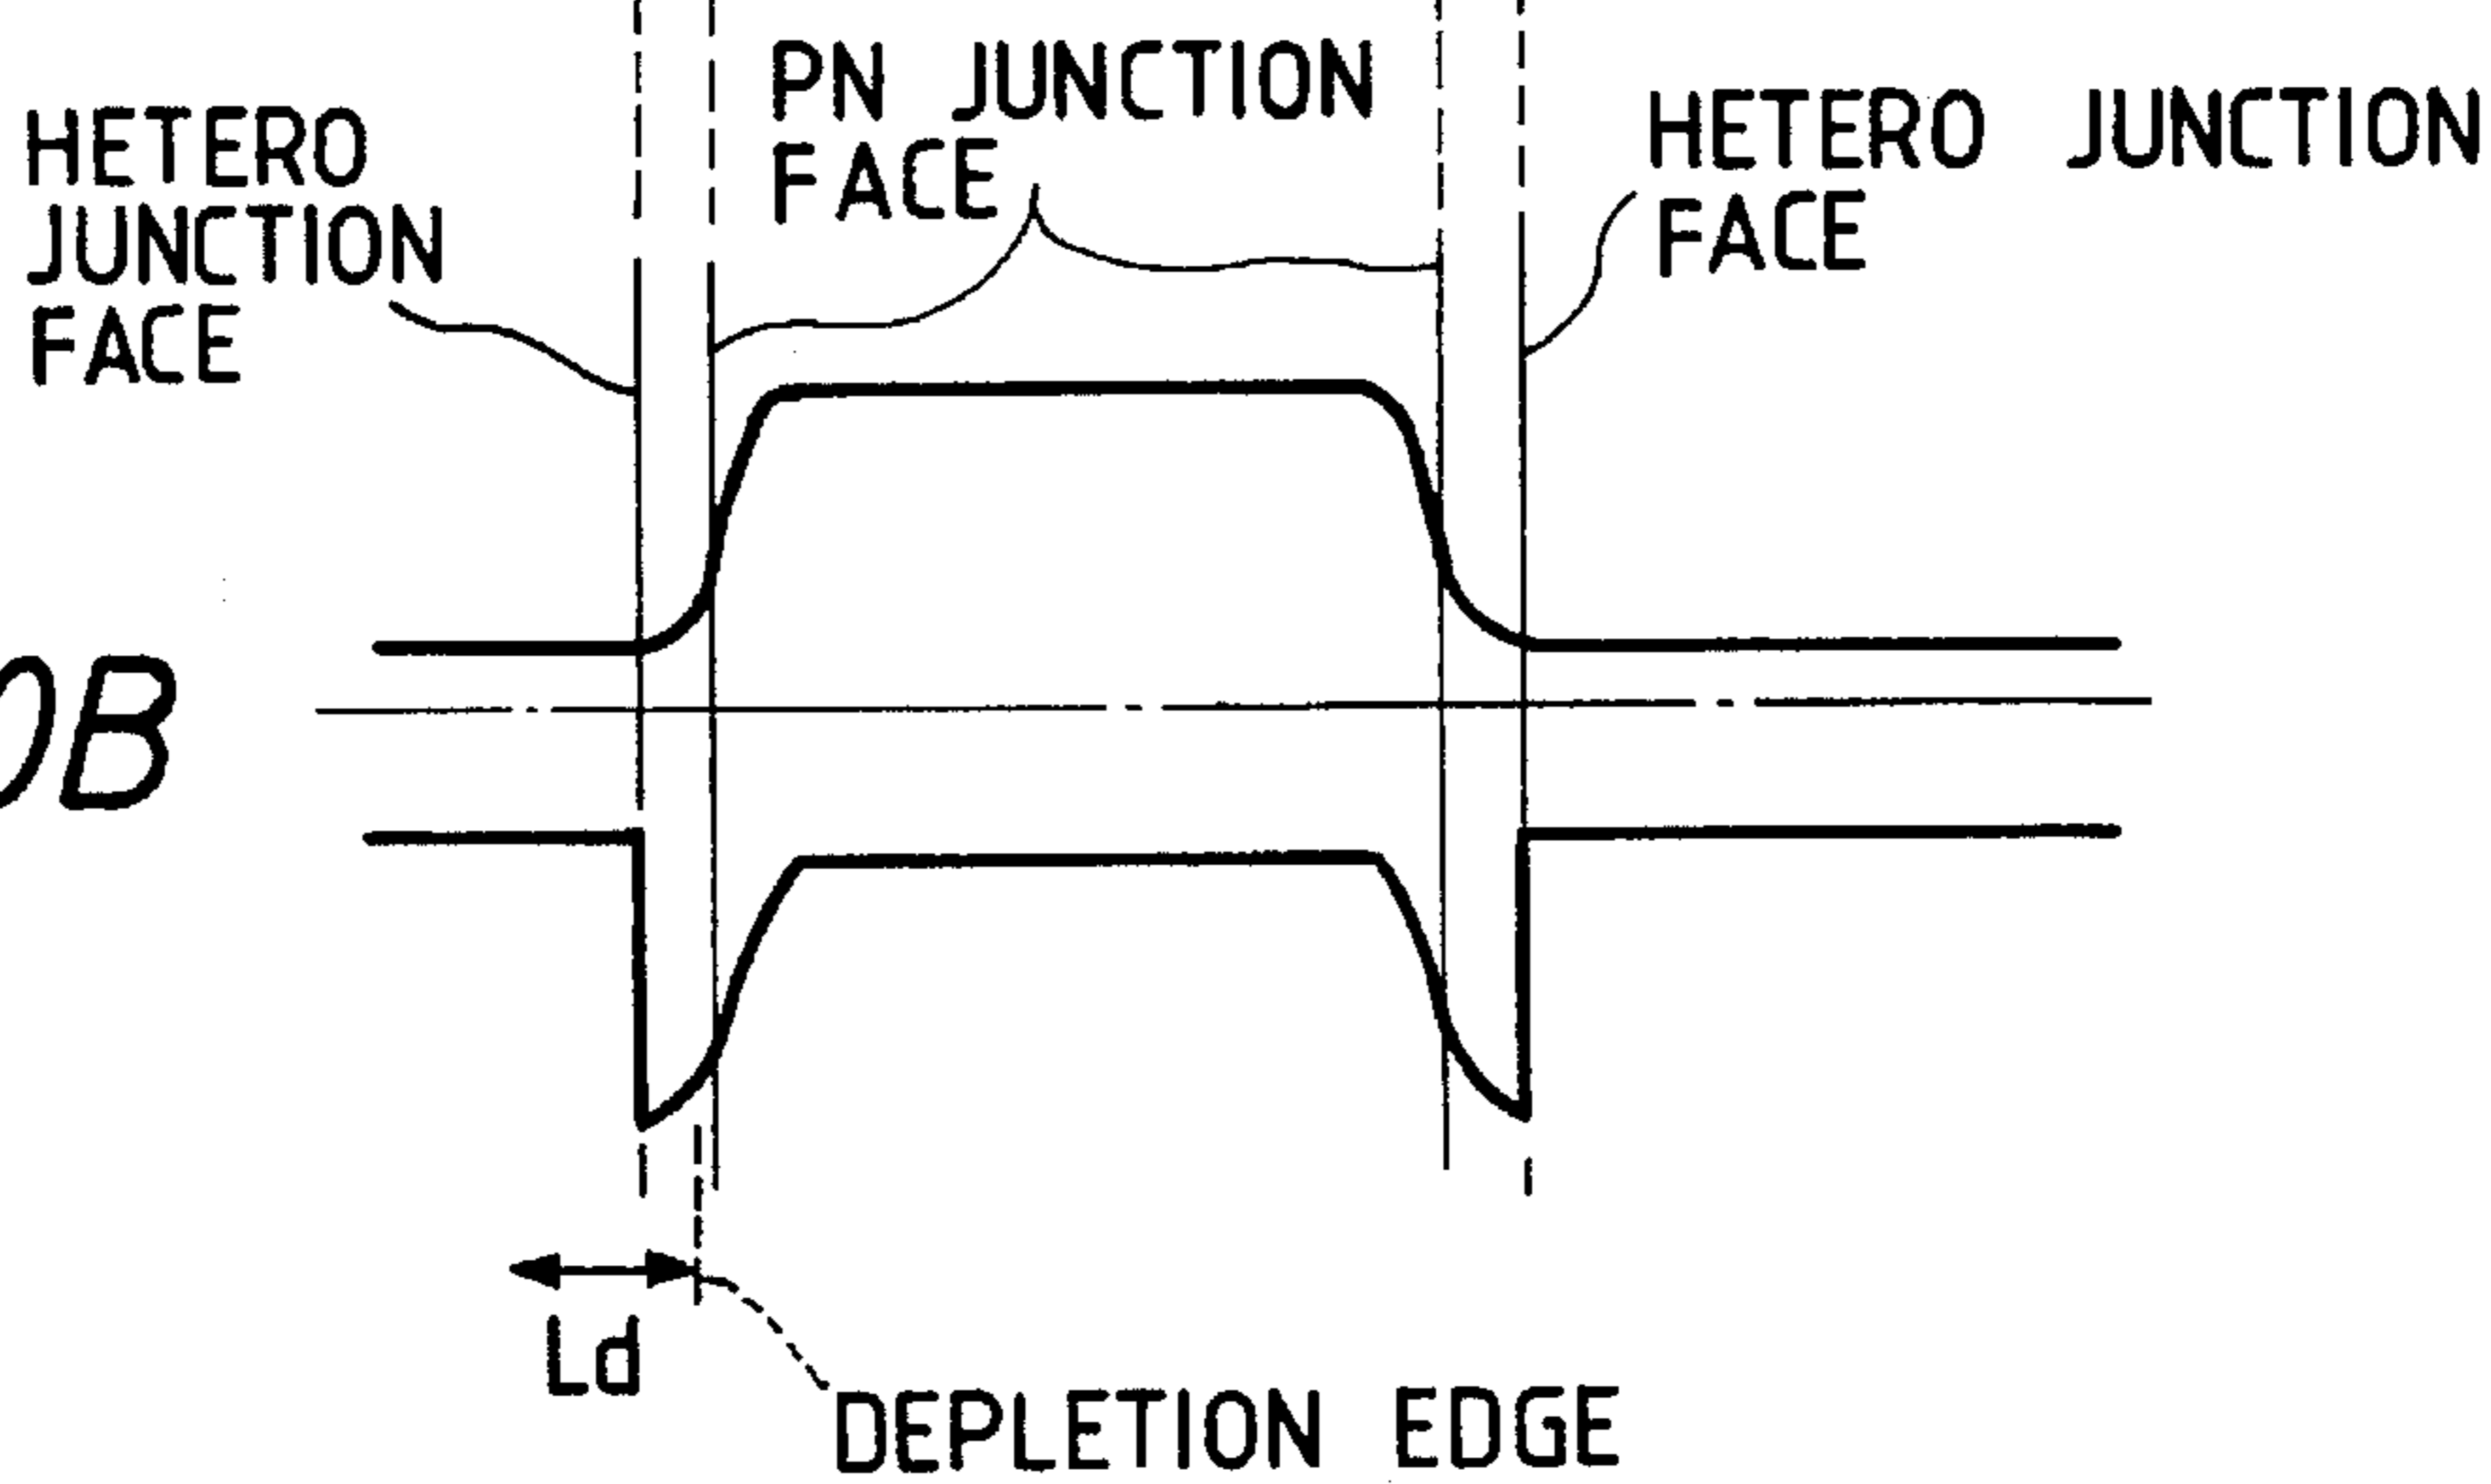 PN JUNCTION
FACE
HETERO
JUNCTION
FACE
HETERO JUNCTION
FACE
0B
Ld
DEPLETION EDGE